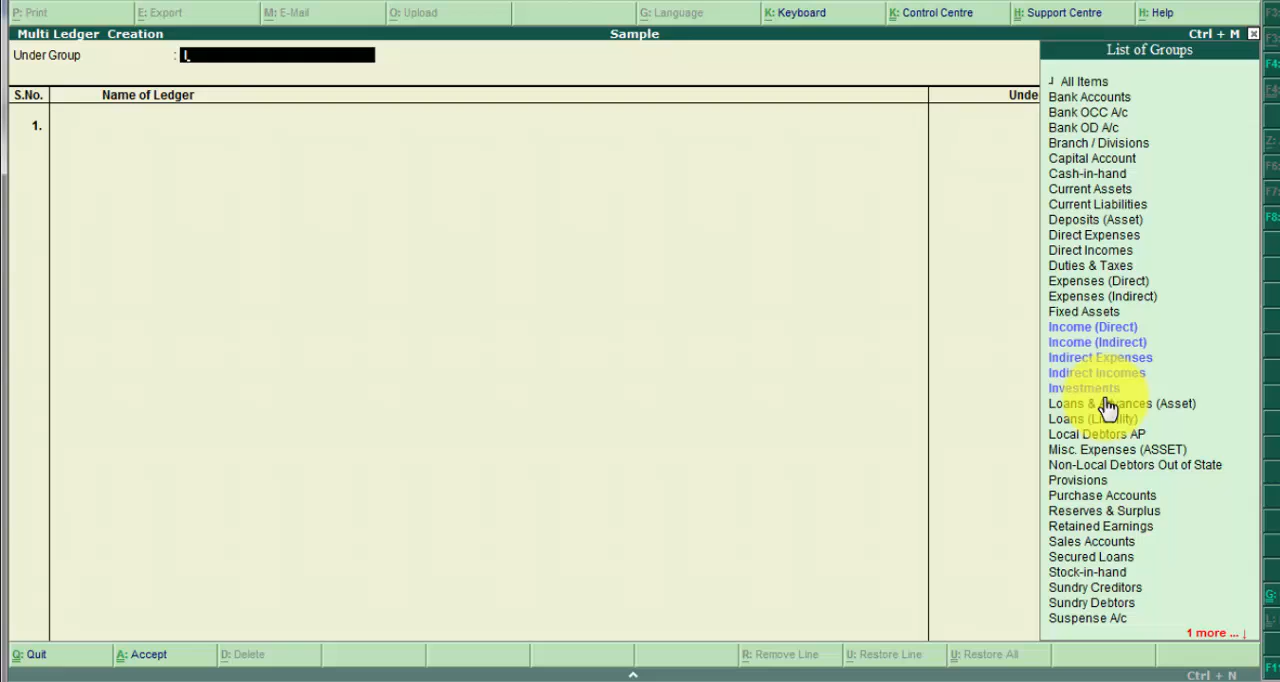 P: Print E: Export M: E-Mail O: Upload G: Language K: Keyboard K: Control Centre H: Support Centre H: Help
Multi Ledger Creation Sample Ctrl + M
Under Group : I
List of Groups
S.No. Name of Ledger Unde
1.
All Items
Bank Accounts
Bank OCC A/c
Bank OD A/c
Branch / Divisions
Capital Account
Cash-in-hand
Current Assets
Current Liabilities
Deposits (Asset)
Direct Expenses
Direct Incomes
Duties & Taxes
Expenses (Direct)
Expenses (Indirect)
Fixed Assets
Income (Direct)
Income (Indirect)
Indirect Expenses
Indirect Incomes
Investments
Loans & Advances (Asset)
Loans (Liability)
Local Debtors AP
Misc. Expenses (ASSET)
Non-Local Debtors Out of State
Provisions
Purchase Accounts
Reserves & Surplus
Retained Earnings
Sales Accounts
Secured Loans
Stock-in-hand
Sundry Creditors
Sundry Debtors
Suspense A/c
1 more ... ↓
Q: Quit A: Accept D: Delete R: Remove Line U: Restore Line U: Restore All
Ctrl + N